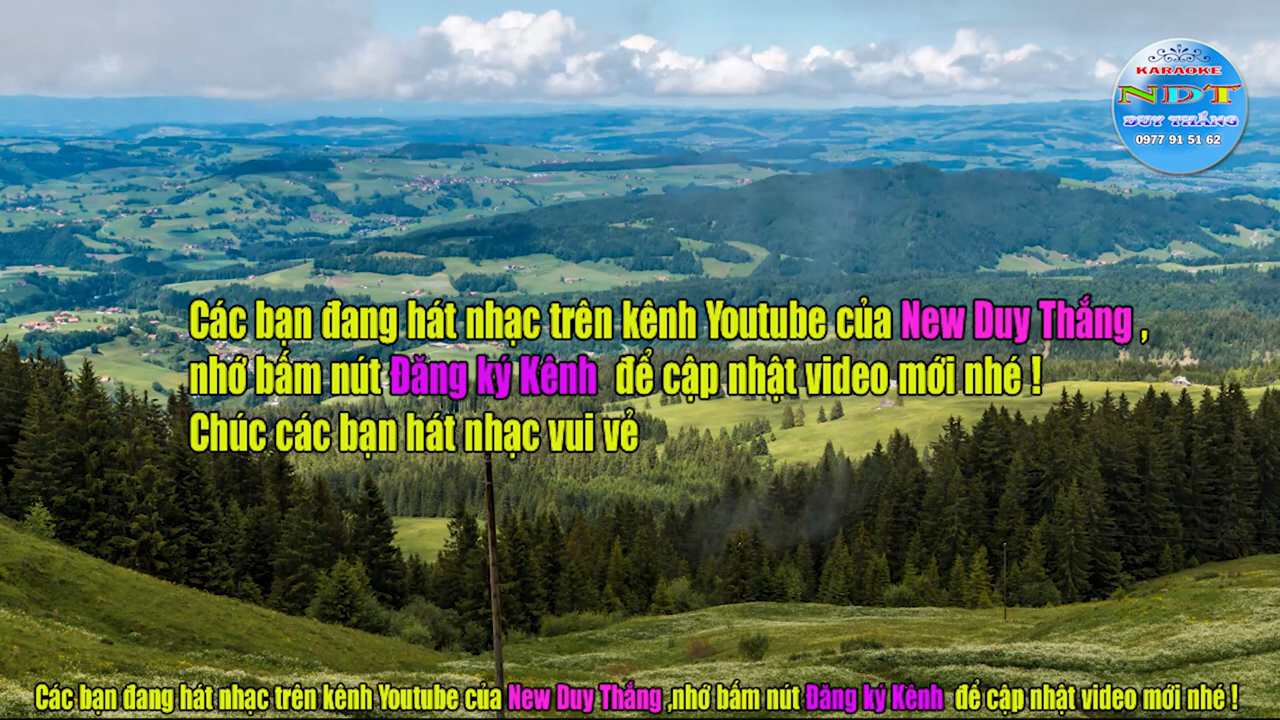 KARAOKE
NDT
DUY THẮNG
0977 91 51 62
Các bạn đang hát nhạc trên kênh Youtube của New Duy Thắng ,
nhớ bấm nút Đăng ký Kênh để cập nhật video mới nhé !
Chúc các bạn hát nhạc vui vẻ
Các bạn đang hát nhạc trên kênh Youtube của New Duy Thắng ,nhớ bấm nút Đăng ký Kênh để cập nhật video mới nhé !